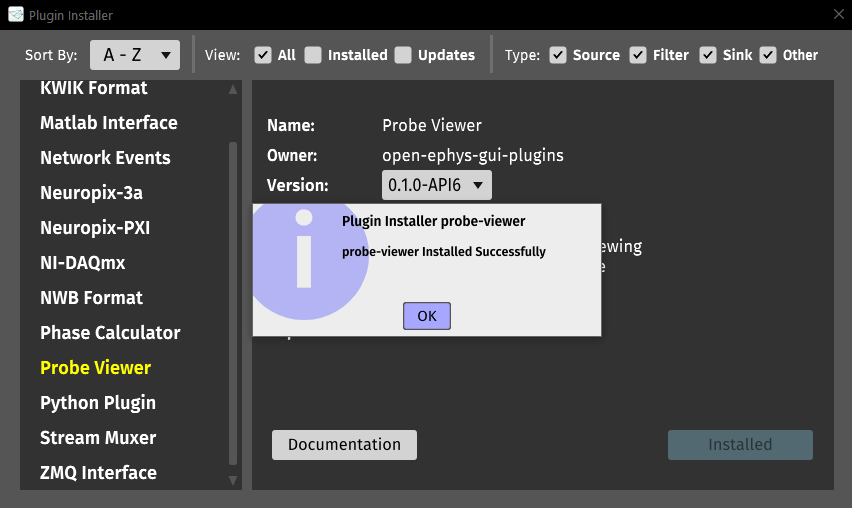 Plugin Installer
Sort By: A - Z View: All Installed Updates Type: Source Filter Sink Other
KWIK Format
Matlab Interface
Network Events
Neuropix-3a
Neuropix-PXI
NI-DAQmx
NWB Format
Phase Calculator
Probe Viewer
Python Plugin
Stream Muxer
ZMQ Interface
Name: Probe Viewer
Owner: open-ephys-gui-plugins
Version: 0.1.0-API6
Plugin Installer probe-viewer
probe-viewer Installed Successfully
OK
Documentation
Installed